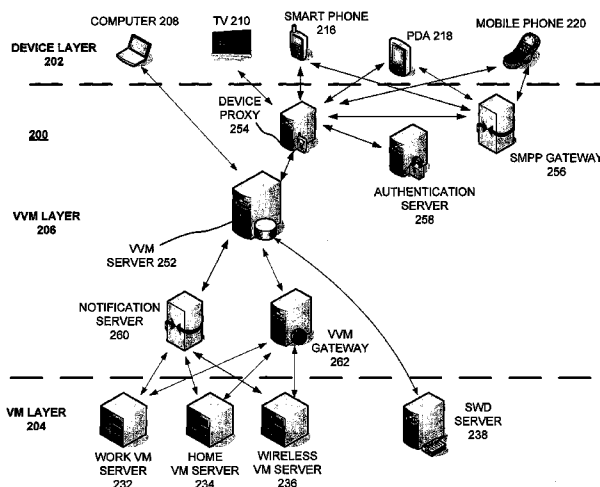 COMPUTER 208
TV 210
SMART PHONE
216
PDA 218
MOBILE PHONE 220
DEVICE LAYER
202
200
DEVICE
PROXY
254
SMPP GATEWAY
256
AUTHENTICATION
SERVER
258
VVM LAYER
206
VVM
SERVER 252
NOTIFICATION
SERVER
260
VVM
GATEWAY
262
VM LAYER
204
WORK VM
SERVER
232
HOME
VM SERVER
234
WIRELESS
VM SERVER
236
SWD
SERVER
238